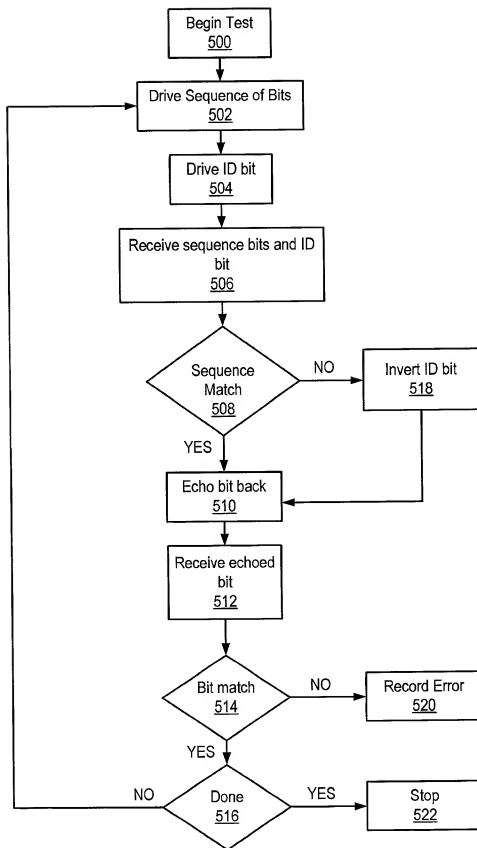 Begin Test
500
Drive Sequence of Bits
502
Drive ID bit
504
Receive sequence bits and ID
bit
506
Sequence
Match
508
NO
Invert ID bit
518
YES
Echo bit back
510
Receive echoed
bit
512
Bit match
514
NO
Record Error
520
YES
NO
Done
516
YES
Stop
522